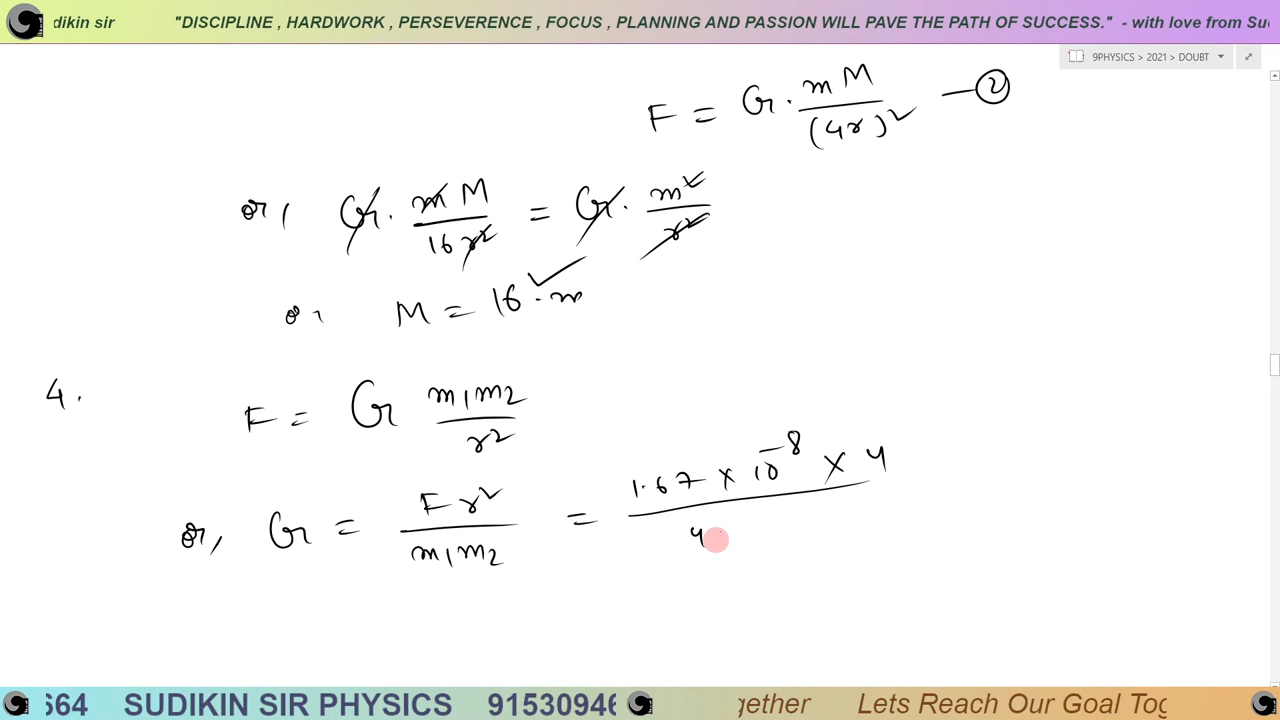 dikin sir "DISCIPLINE , HARDWORK , PERSEVERENCE , FOCUS , PLANNING AND PASSION WILL PAVE THE PATH OF SUCCESS." - with love from Su
9PHYSICS > 2021 > DOUBT
F = G · mM/(4r)² — ②
or, G · mM/16r² = G · m²/r²
or, M = 16 · m
4. F = G m1m2/r²
or, G = Fr²/m1m2 = 1.67 × 10⁻⁸ × 4/4
664 SUDIKIN SIR PHYSICS 91530946 gether Lets Reach Our Goal Tog